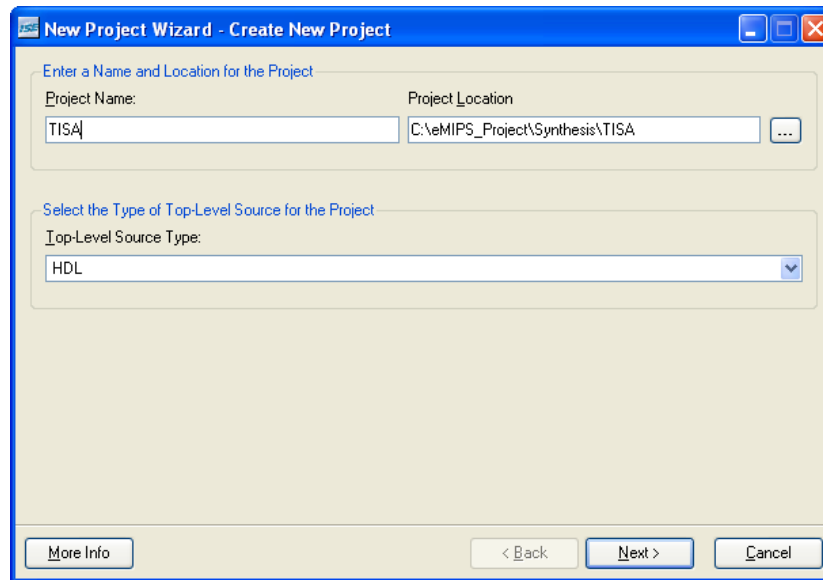 ISE New Project Wizard - Create New Project
Enter a Name and Location for the Project
Project Name: Project Location
TISA C:\eMIPS_Project\Synthesis\TISA ...
Select the Type of Top-Level Source for the Project
Top-Level Source Type:
HDL
More Info < Back Next > Cancel